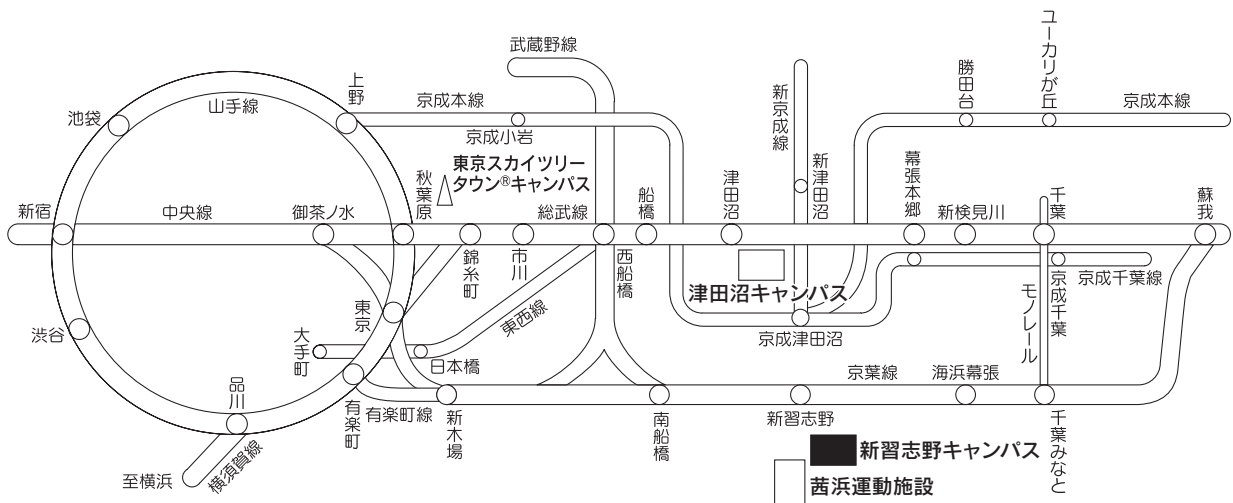 武蔵野線
ユーカリが丘
上野
勝田台
京成本線
京成本線
新京成線
山手線
池袋
京成小岩
東京スカイツリー
タウン®キャンパス
秋葉原
新津田沼
幕張本郷
船橋
津田沼
千葉
蘇我
新宿
中央線
御茶ノ水
総武線
新検見川
錦糸町
市川
西船橋
津田沼キャンパス
京成千葉線
京成千葉
モノレール
東京
東西線
大手町
渋谷
京成津田沼
日本橋
品川
京葉線
海浜幕張
有楽町
有楽町線
新木場
南船橋
新習志野
千葉みなと
新習志野キャンパス
至横浜
横須賀線
茜浜運動施設